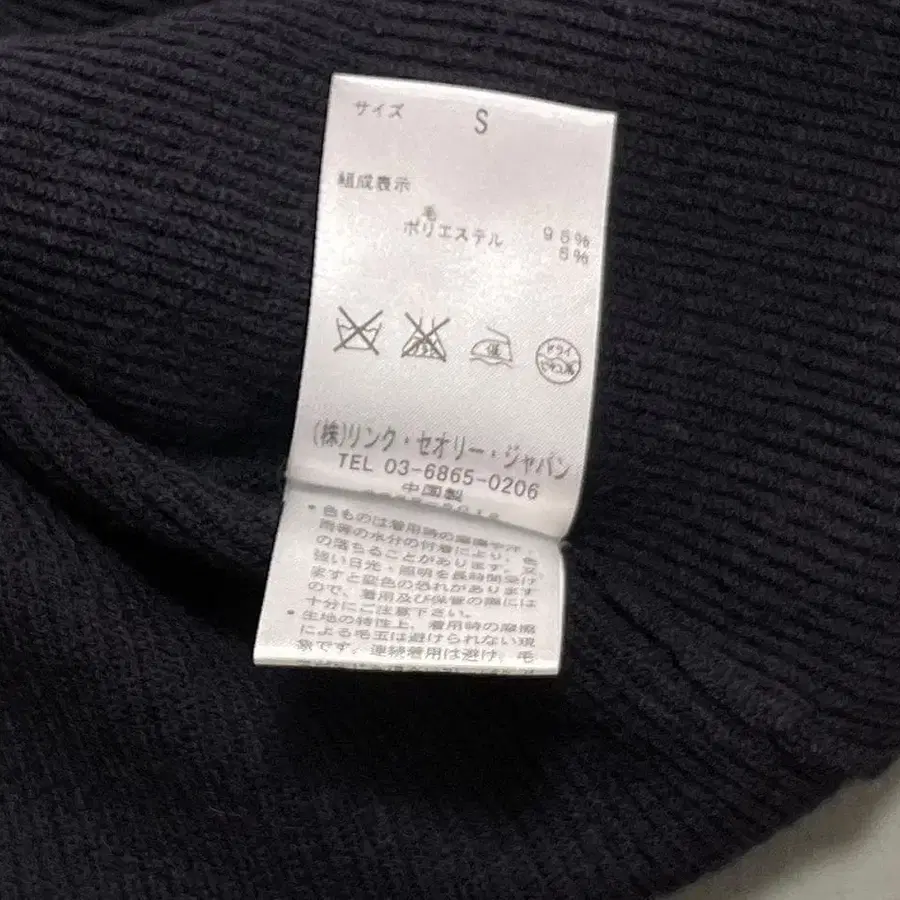 サイズ S
組成表示
毛 95%
ポリエステル 5%
低
ドライ
セキユ系
(株)リンク・セオリー・ジャパン
TEL 03-6865-0206
中国製
・色ものは着用時の摩擦や汗・
雨等の水分の付着により、色
の落ちることがあります。又、
強い日光・照明を長時間受け
ますと変色の恐れがあります
ので、着用及び保管の際には
十分にご注意下さい。
・生地の特性上、着用時の摩擦
による毛玉は避けられない現
象です。連続着用は避け、毛